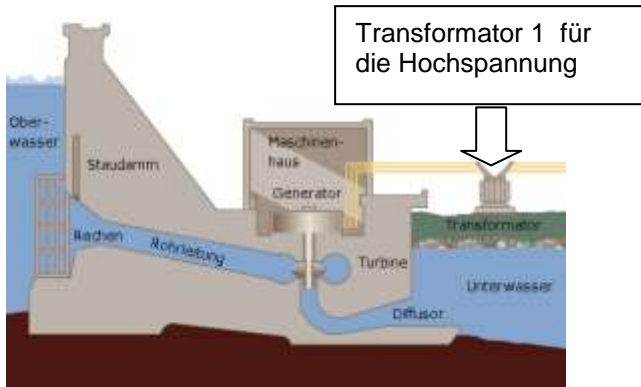 Transformator 1 für
die Hochspannung
Ober-
wasser
Staudamm
Maschinen-
haus
Generator
Rechen
Rohrleitung
Turbine
Transformator
Unterwasser
Diffusor